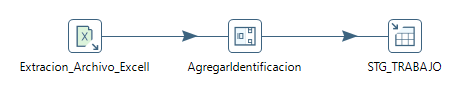 Extracion_Archivo_Excell
AgregarIdentificacion
STG_TRABAJO